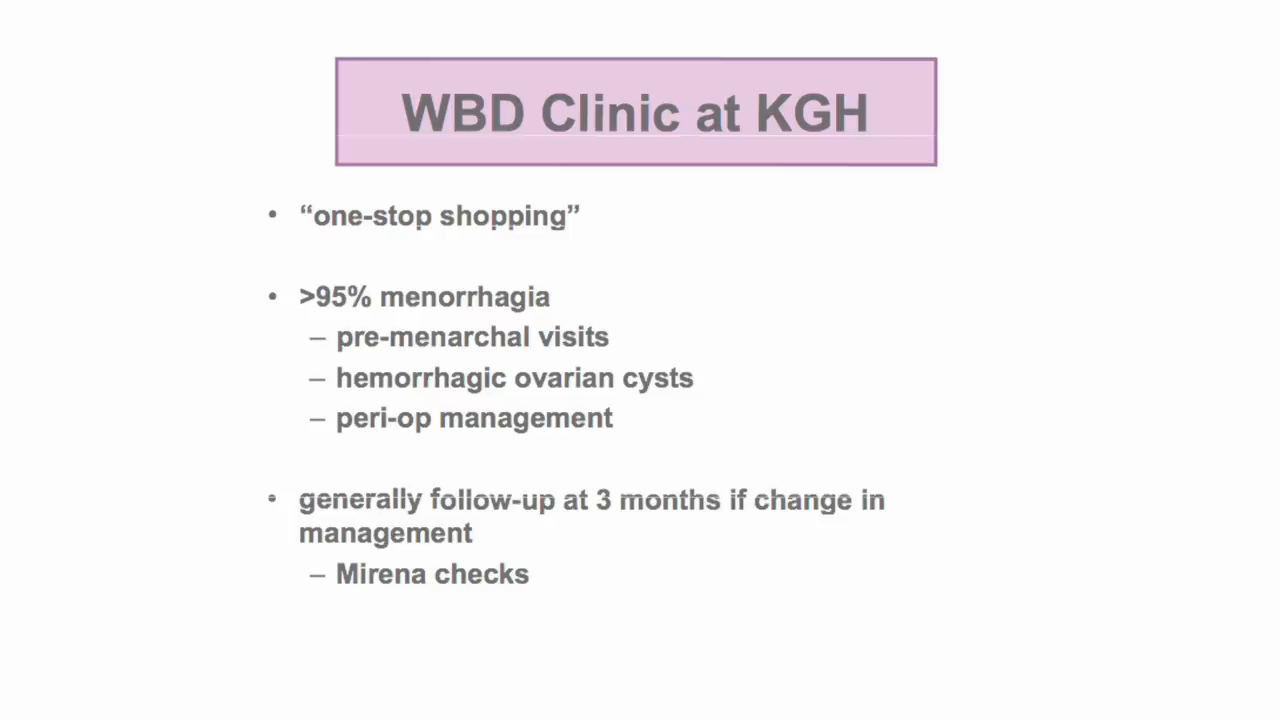 WBD Clinic at KGH
• “one-stop shopping”
• >95% menorrhagia
– pre-menarchal visits
– hemorrhagic ovarian cysts
– peri-op management
• generally follow-up at 3 months if change in
management
– Mirena checks